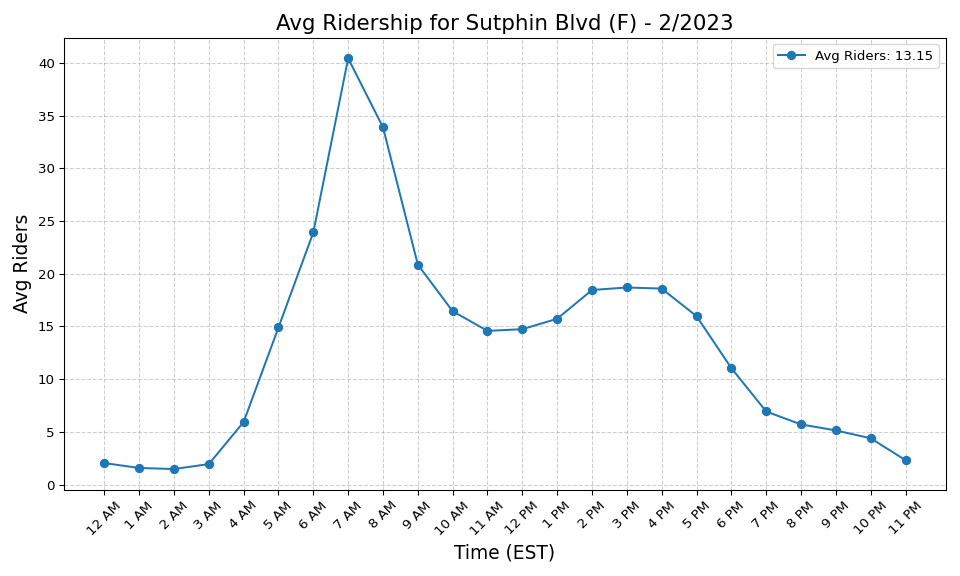 Avg Ridership for Sutphin Blvd (F) - 2/2023
Avg Riders: 13.15
Avg Riders
40
35
30
25
20
15
10
5
0
12 AM
1 AM
2 AM
3 AM
4 AM
5 AM
6 AM
7 AM
8 AM
9 AM
10 AM
11 AM
12 PM
1 PM
2 PM
3 PM
4 PM
5 PM
6 PM
7 PM
8 PM
9 PM
10 PM
11 PM
Time (EST)